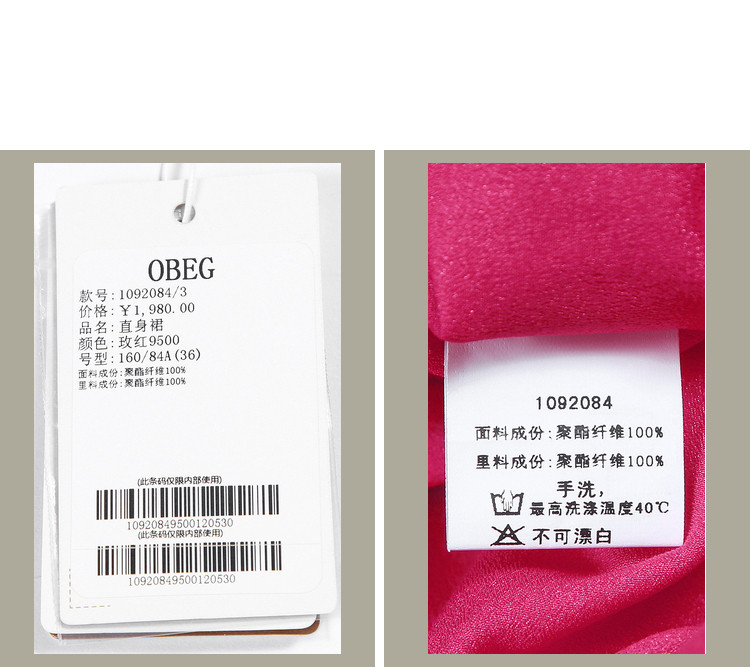 OBEG
款号:1092084/3
价格:¥1,980.00
品名:直身裙
颜色:玫红9500
号型:160/84A(36)
面料成份:聚酯纤维100%
里料成份:聚酯纤维100%
(此条码仅限内部使用)
10920849500120530
(此条码仅限内部使用)
10920849500120530
1092084
面料成份:聚酯纤维100%
里料成份:聚酯纤维100%
手洗,
最高洗涤温度40℃
不可漂白